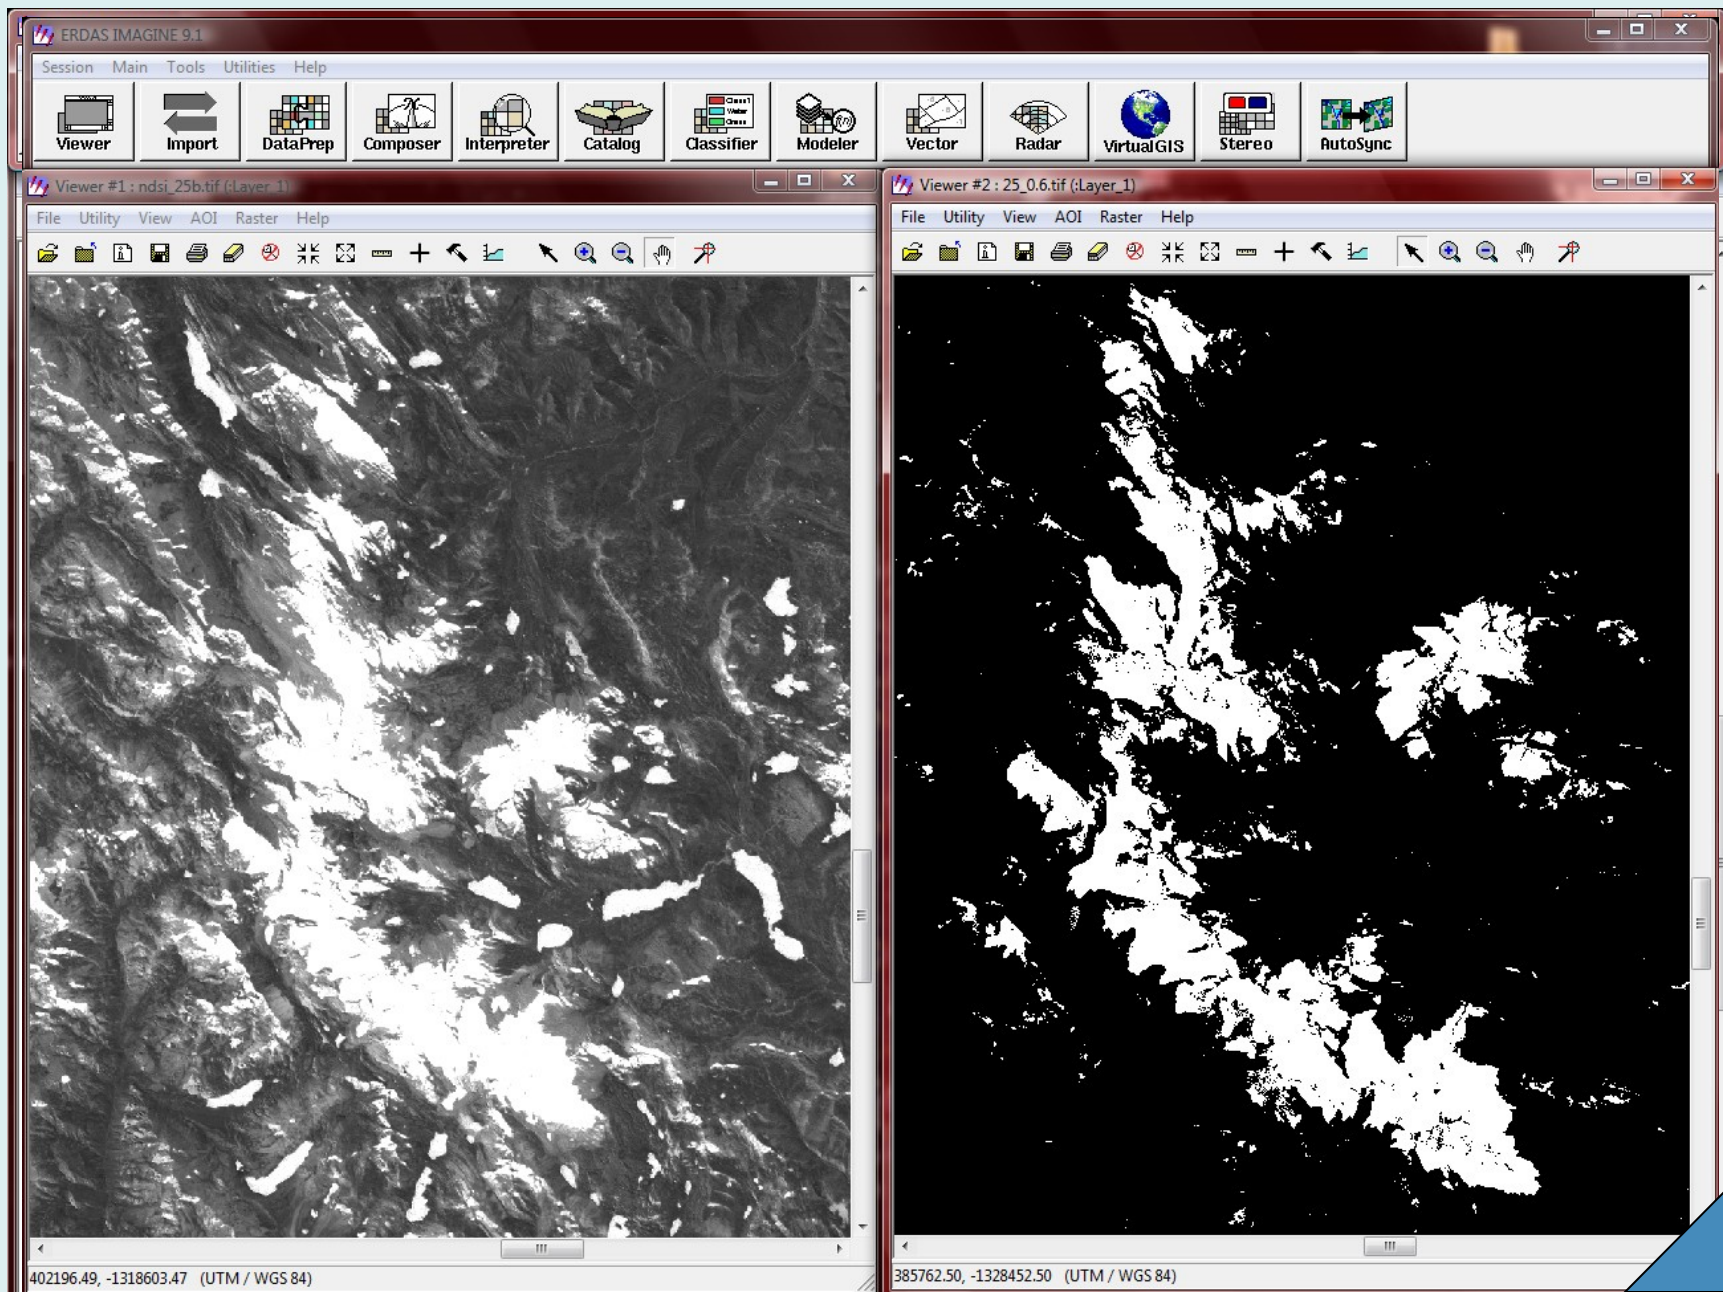 ERDAS IMAGINE 9.1
Session Main Tools Utilities Help
Viewer Import DataPrep Composer Interpreter Catalog Classifier Modeler Vector Radar VirtualGIS Stereo AutoSync
Viewer #1 : ndsi_25b.tif (:Layer_1)
File Utility View AOI Raster Help
402196.49, -1318603.47 (UTM / WGS 84)
Viewer #2 : 25_0.6.tif (:Layer_1)
File Utility View AOI Raster Help
385762.50, -1328452.50 (UTM / WGS 84)